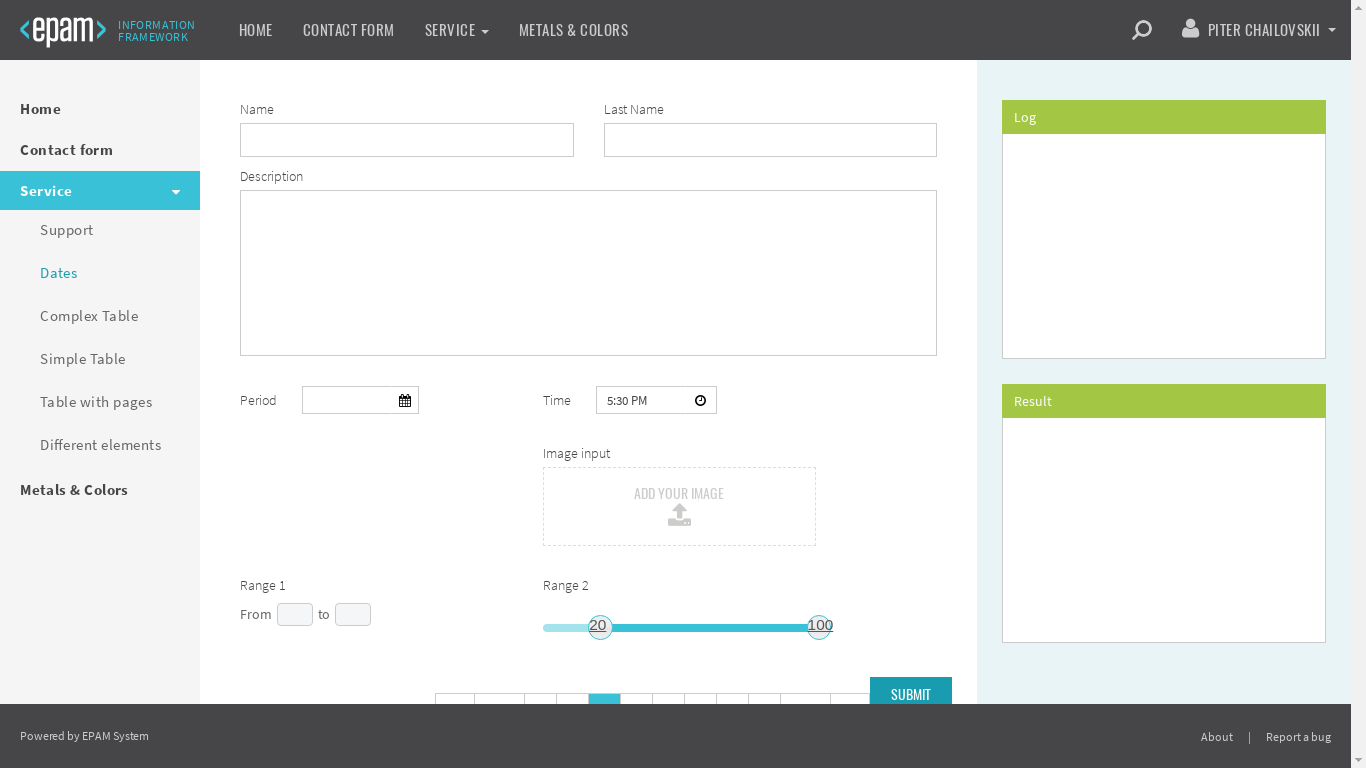 <epam>
INFORMATION
FRAMEWORK
HOME
CONTACT FORM
SERVICE
METALS & COLORS
PITER CHAILOVSKII
Home
Contact form
Service
Support
Dates
Complex Table
Simple Table
Table with pages
Different elements
Metals & Colors
Name
Last Name
Description
Period
Time
5:30 PM
Image input
ADD YOUR IMAGE
Range 1
From
to
Range 2
20
100
SUBMIT
Log
Result
Powered by EPAM System
About
|
Report a bug